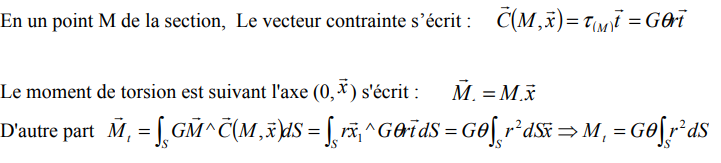 En un point M de la section, Le vecteur contrainte s'écrit : $\vec{C}(M,\vec{x}) = \tau_{(M)}\vec{t} = G\theta r\vec{t}$
Le moment de torsion est suivant l'axe (0, $\vec{x}$ ) s'écrit : $\vec{M}_{.} = M_{.}\vec{x}$
D'autre part $\vec{M}_t = \int_S G\vec{M} \wedge \vec{C}(M,\vec{x})dS = \int_S r\vec{x}_1 \wedge G\theta r\vec{t}\,dS = G\theta \int_S r^2 dS\vec{x} \Rightarrow M_t = G\theta \int_S r^2 dS$